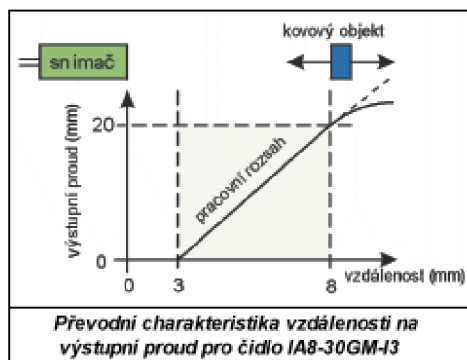 kovový objekt
snímač
výstupní proud (mm)
20
pracovní rozsah
0
0
3
8
vzdálenost (mm)
Převodní charakteristika vzdálenosti na
výstupní proud pro čidlo IA8-30GM-I3